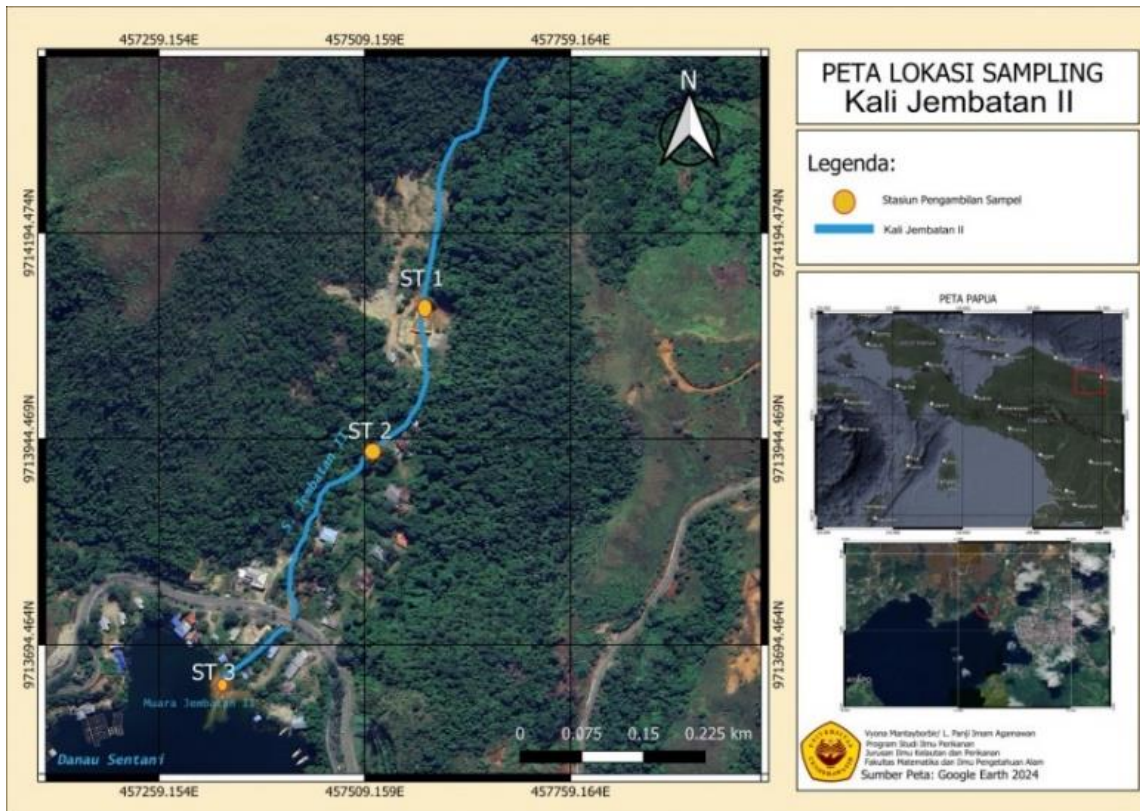 457259.154E 457509.159E 457759.164E
9714194.474N
9713944.469N
9713694.464N
9714194.474N
9713944.469N
9713694.464N
N
ST 1
ST 2
S. Jembatan II
ST 3
Muara Jembatan II
Danau Sentani
0 0.075 0.15 0.225 km
457259.154E 457509.159E 457759.164E
PETA LOKASI SAMPLING
Kali Jembatan II
Legenda:
Stasiun Pengambilan Sampel
Kali Jembatan II
PETA PAPUA
Vyona Mantayborbir/ L. Panji Imam Agamawan
Program Studi Ilmu Perikanan
Jurusan Ilmu Kelautan dan Perikanan
Fakultas Matematika dan Ilmu Pengetahuan Alam
Sumber Peta: Google Earth 2024